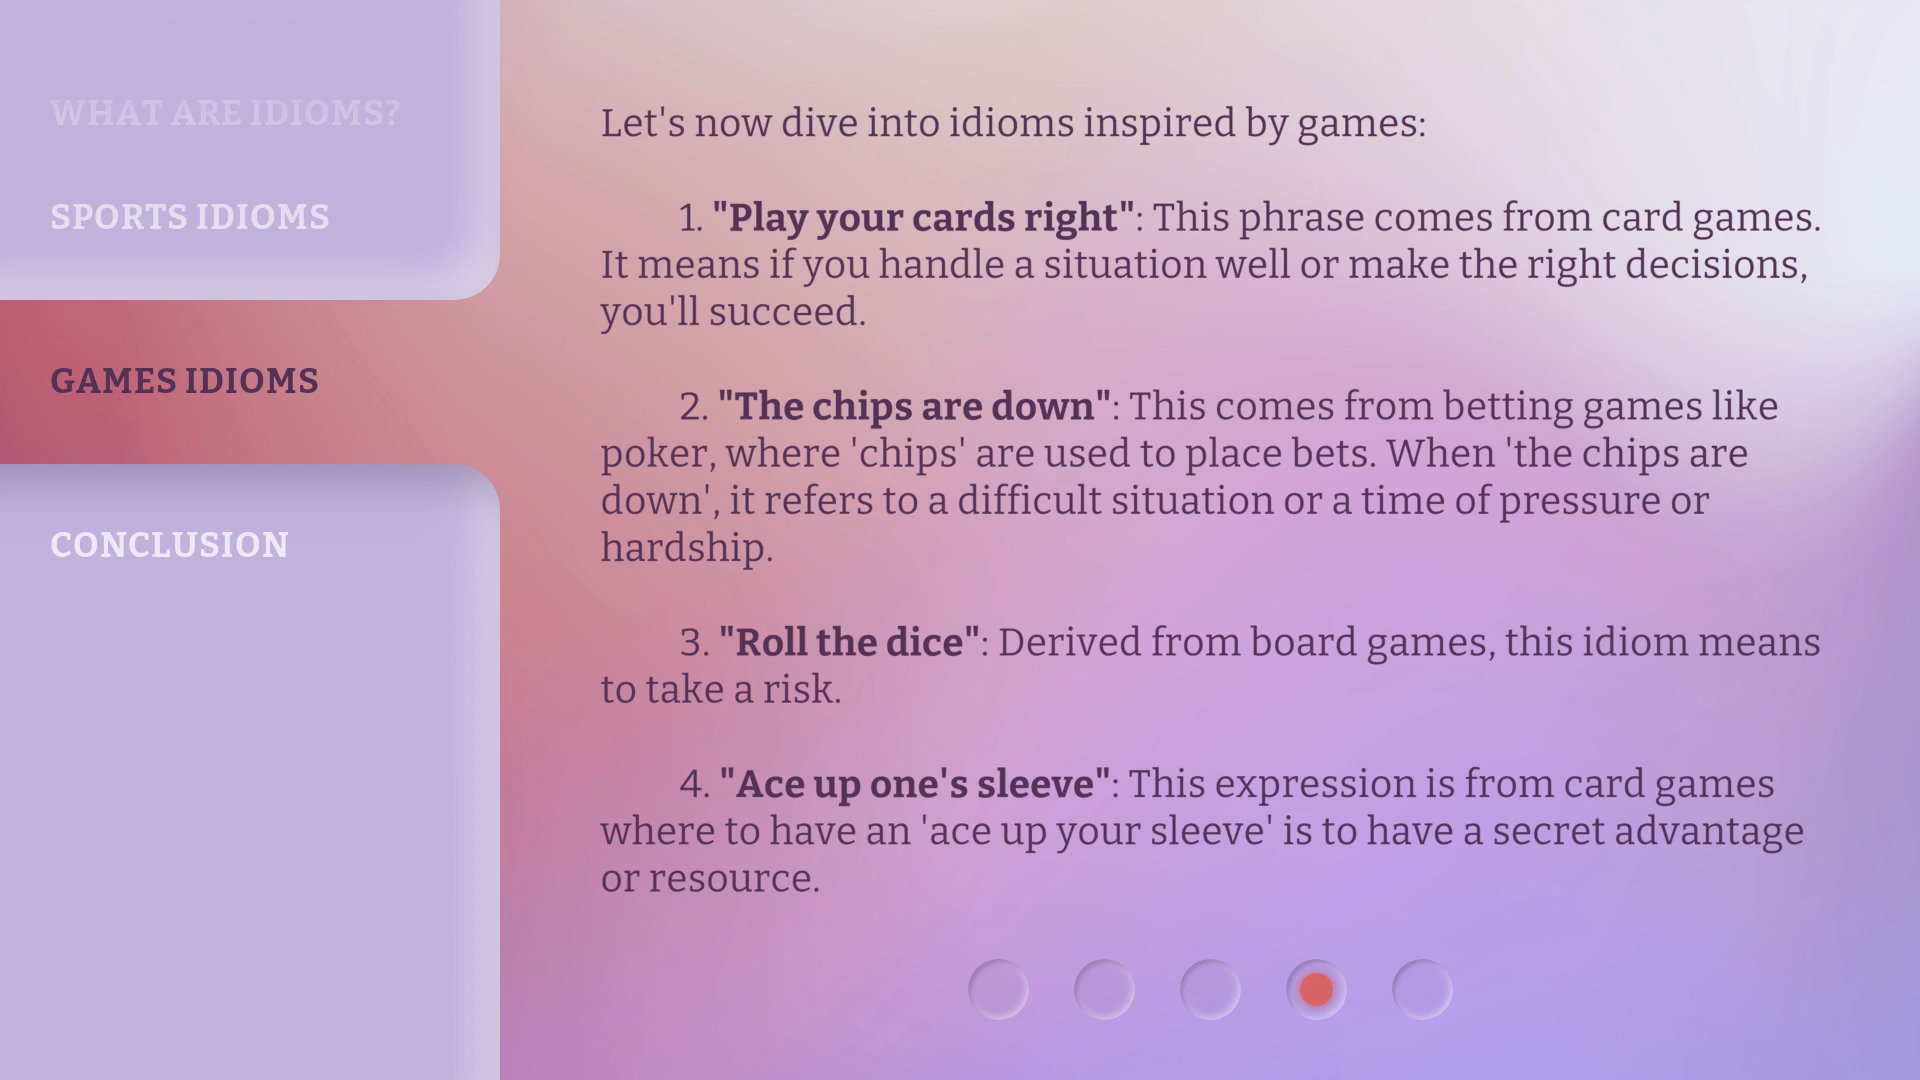 WHAT ARE IDIOMS?
SPORTS IDIOMS
GAMES IDIOMS
CONCLUSION
Let's now dive into idioms inspired by games:
1. "Play your cards right": This phrase comes from card games.
It means if you handle a situation well or make the right decisions,
you'll succeed.
2. "The chips are down": This comes from betting games like
poker, where 'chips' are used to place bets. When 'the chips are
down', it refers to a difficult situation or a time of pressure or
hardship.
3. "Roll the dice": Derived from board games, this idiom means
to take a risk.
4. "Ace up one's sleeve": This expression is from card games
where to have an 'ace up your sleeve' is to have a secret advantage
or resource.